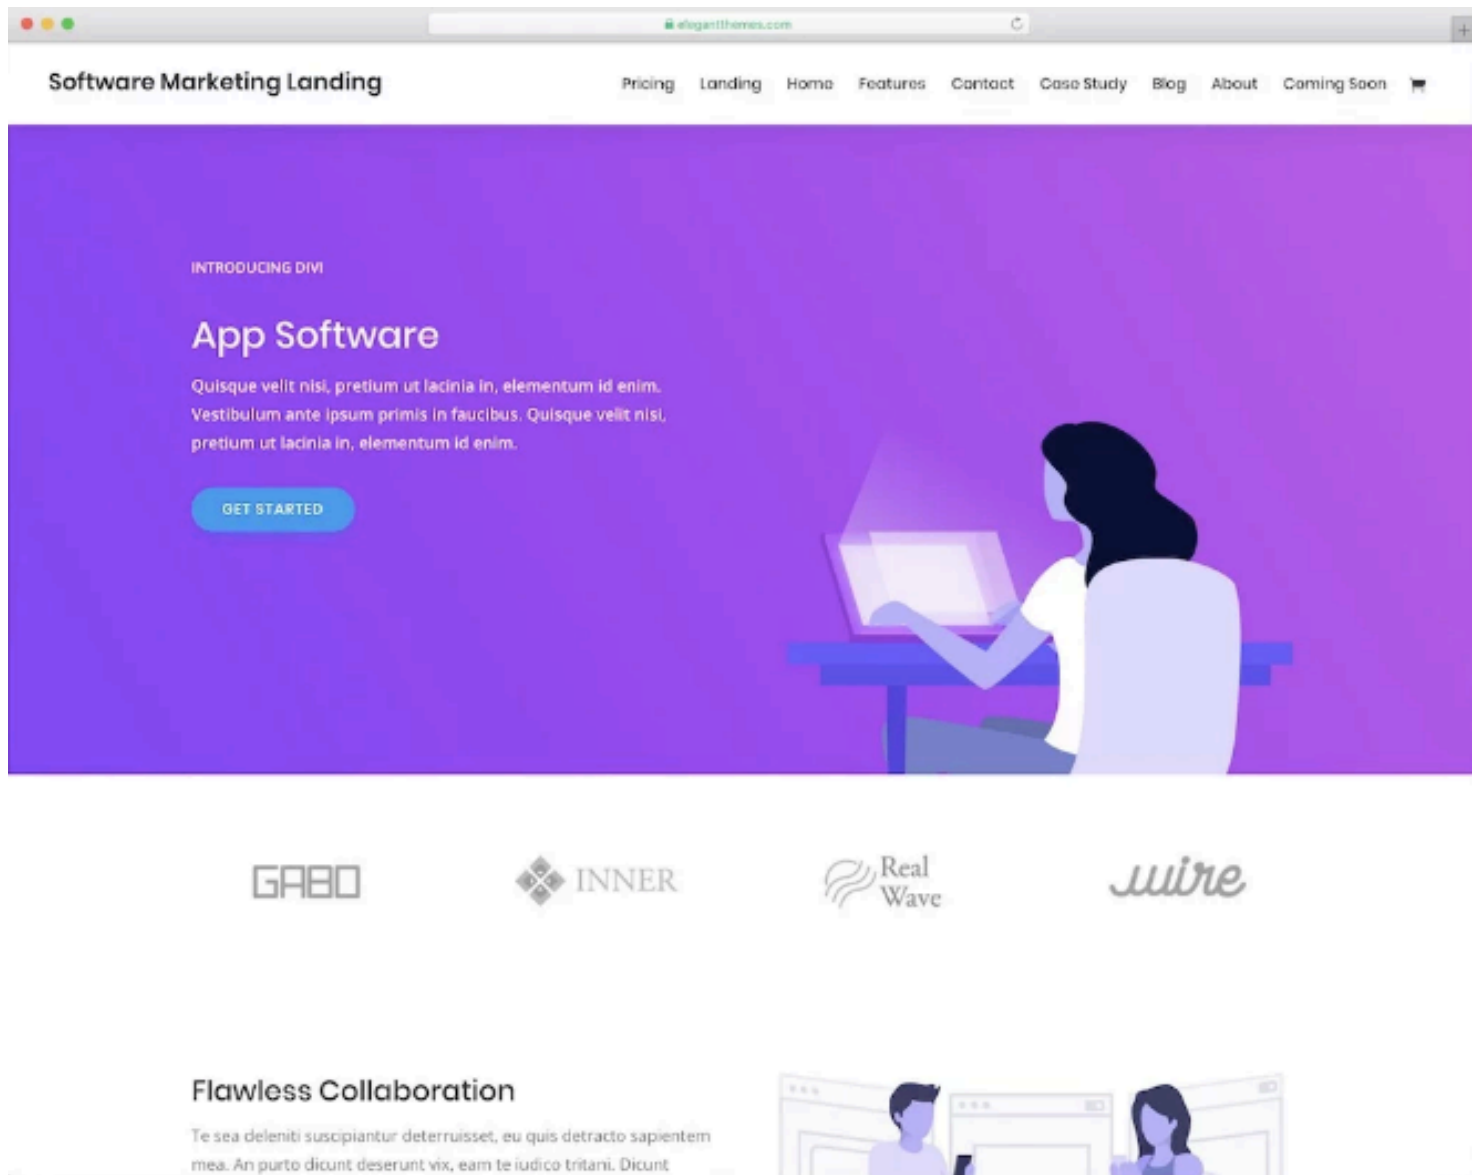 elegantthemes.com
Software Marketing Landing
Pricing Landing Home Features Contact Case Study Blog About Coming Soon
INTRODUCING DIVI
App Software
Quisque velit nisi, pretium ut lacinia in, elementum id enim.
Vestibulum ante ipsum primis in faucibus. Quisque velit nisi,
pretium ut lacinia in, elementum id enim.
GET STARTED
GABO
INNER
Real
Wave
wire
Flawless Collaboration
Te sea deleniti suscipiantur deterruisset, eu quis detracto sapientem
mea. An purto dicunt deserunt vix, eam te iudico tritani. Dicunt